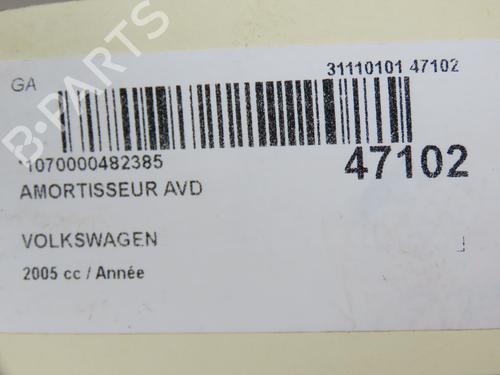 B-PARTS
GA
31110101 47102
*1070000482385
47102
AMORTISSEUR AVD
VOLKSWAGEN
2005 cc / Année